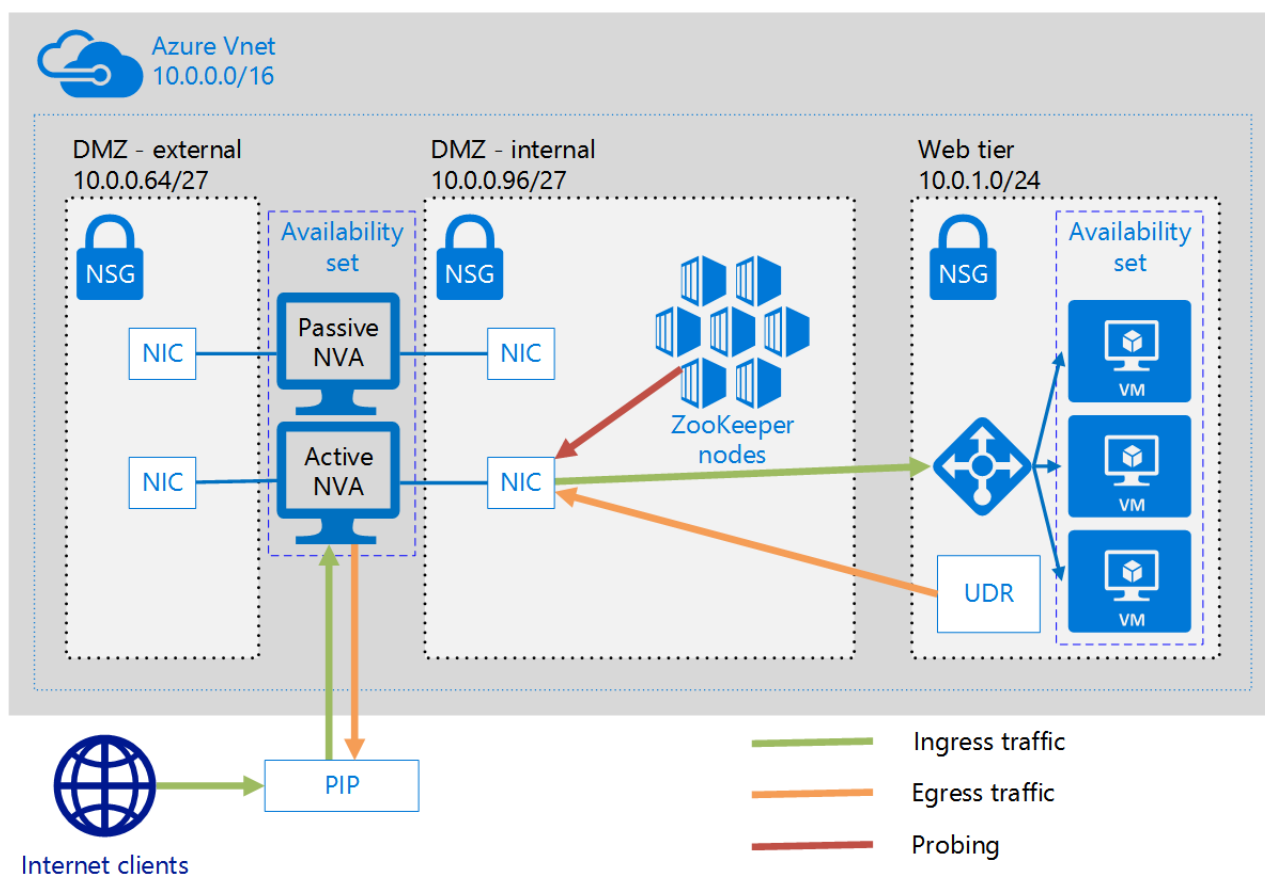 Azure Vnet
10.0.0.0/16
DMZ - external
10.0.0.64/27
DMZ - internal
10.0.0.96/27
Web tier
10.0.1.0/24
NSG
Availability
set
NSG
NSG
Availability
set
NIC
Passive
NVA
NIC
VM
ZooKeeper
nodes
NIC
Active
NVA
NIC
VM
UDR
VM
PIP
Internet clients
Ingress traffic
Egress traffic
Probing